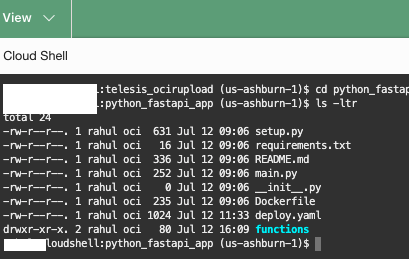 View
Cloud Shell
:telesis_ocirupload (us-ashburn-1)$ cd python_fastap
:python_fastapi_app (us-ashburn-1)$ ls -ltr
total 24
-rw-r--r--. 1 rahul oci  631 Jul 12 09:06 setup.py
-rw-r--r--. 1 rahul oci   16 Jul 12 09:06 requirements.txt
-rw-r--r--. 1 rahul oci  336 Jul 12 09:06 README.md
-rw-r--r--. 1 rahul oci  252 Jul 12 09:06 main.py
-rw-r--r--. 1 rahul oci    0 Jul 12 09:06 __init__.py
-rw-r--r--. 1 rahul oci  235 Jul 12 09:06 Dockerfile
-rw-r--r--. 1 rahul oci 1024 Jul 12 11:33 deploy.yaml
drwxr-xr-x. 2 rahul oci   80 Jul 12 16:09 functions
loudshell:python_fastapi_app (us-ashburn-1)$